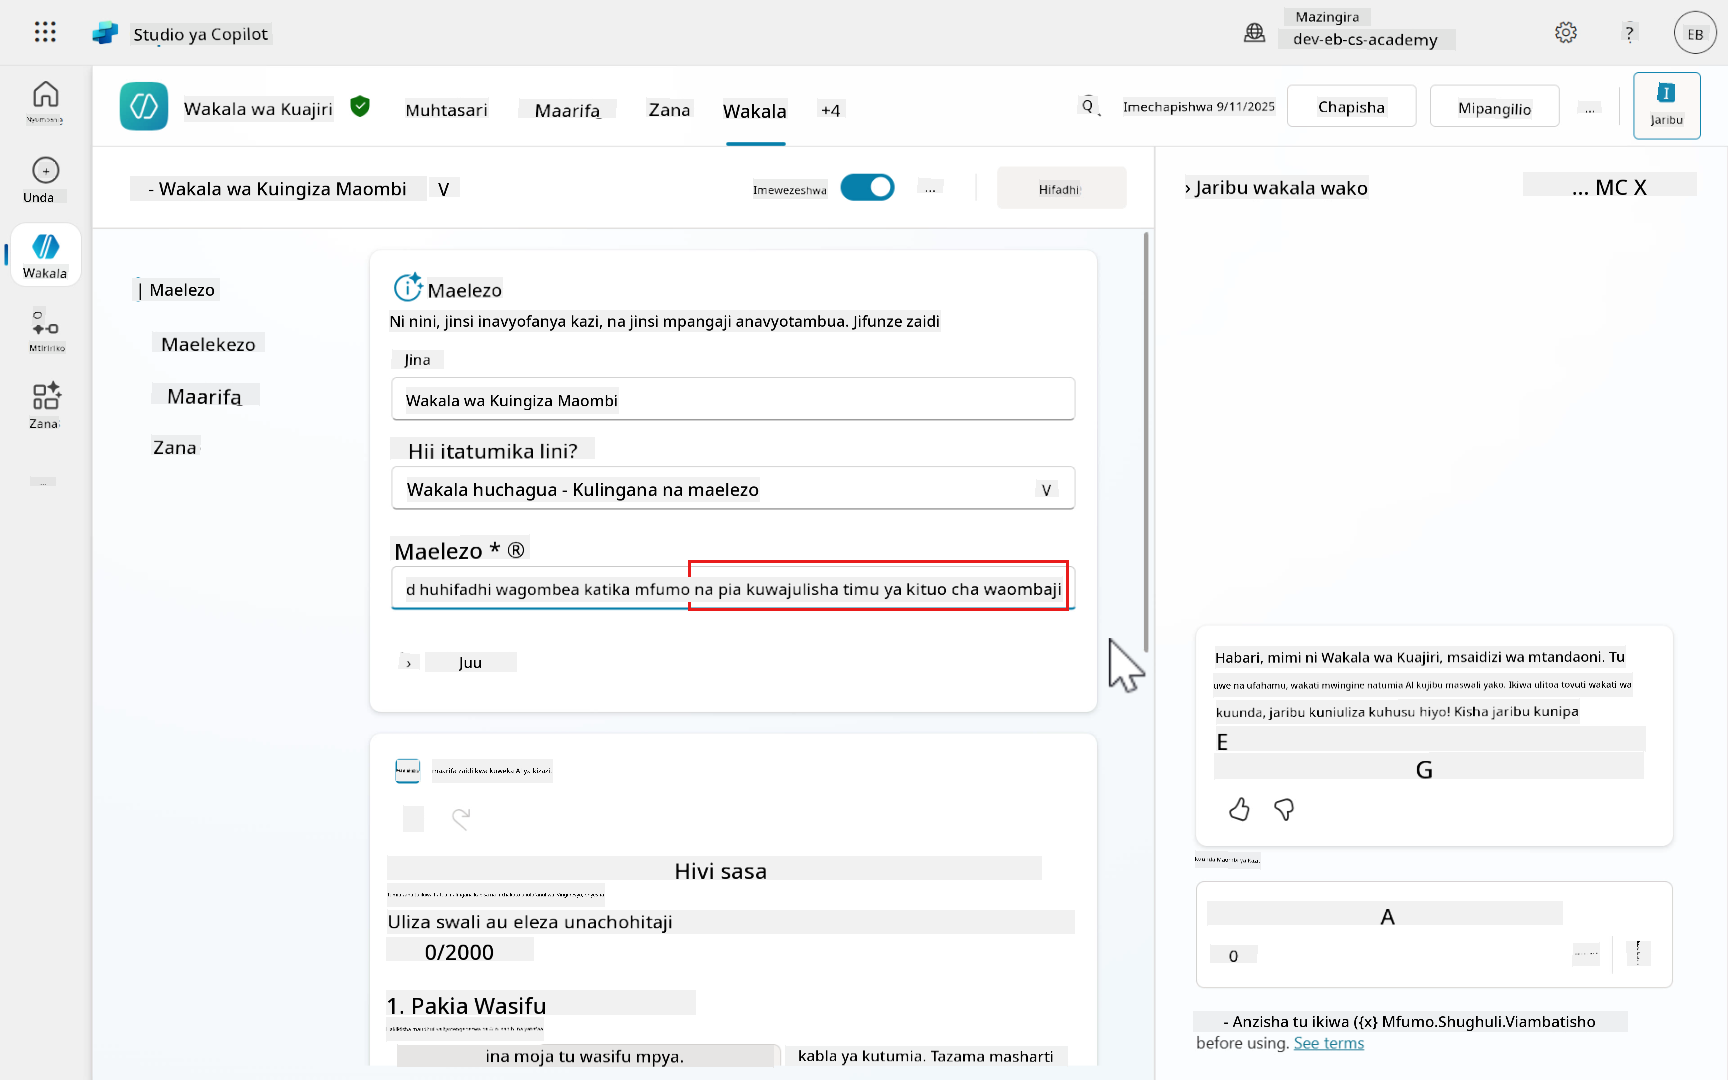 Studio ya Copilot
Mazingira
dev-eb-cs-academy
?
EB
Wakala wa Kuajiri
Muhtasari
Maarifa
Zana
Wakala
+4
Q
Imechapishwa 9/11/2025
Chapisha
Mipangilio
...
Jaribu
Unda
Wakala
Mtiririko
Zana
...
- Wakala wa Kuingiza Maombi
V
Imewezeshwa
...
Hifadhi
› Jaribu wakala wako
... MC X
| Maelezo
Maelekezo
Maarifa
Zana
Maelezo
Ni nini, jinsi inavyofanya kazi, na jinsi mpangaji anavyotambua. Jifunze zaidi
Jina
Wakala wa Kuingiza Maombi
Hii itatumika lini?
Wakala huchagua - Kulingana na maelezo
V
Maelezo * ®
d huhifadhi wagombea katika mfumo na pia kuwajulisha timu ya kituo cha waombaji
› Juu
Hivi sasa
Uliza swali au eleza unachohitaji
0/2000
1. Pakia Wasifu
ina moja tu wasifu mpya.
Habari, mimi ni Wakala wa Kuajiri, msaidizi wa mtandaoni. Tu
uwe na ufahamu, wakati mwingine natumia AI kujibu maswali yako. Ikiwa ulitoa tovuti wakati wa
kuunda, jaribu kuniuliza kuhusu hiyo! Kisha jaribu kunipa
E
G
A
0
- Anzisha tu ikiwa ({x} Mfumo.Shughuli.Viambatisho
kabla ya kutumia. Tazama masharti
before using. See terms